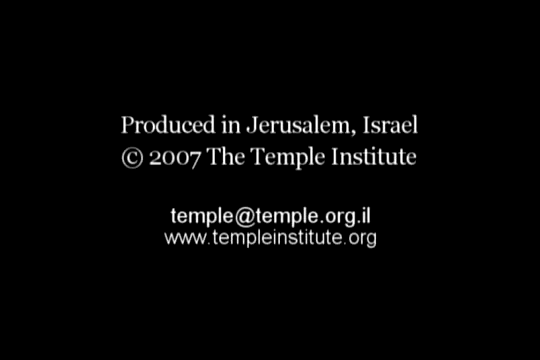 Produced in Jerusalem, Israel
© 2007 The Temple Institute
temple@temple.org.il
www.templeinstitute.org